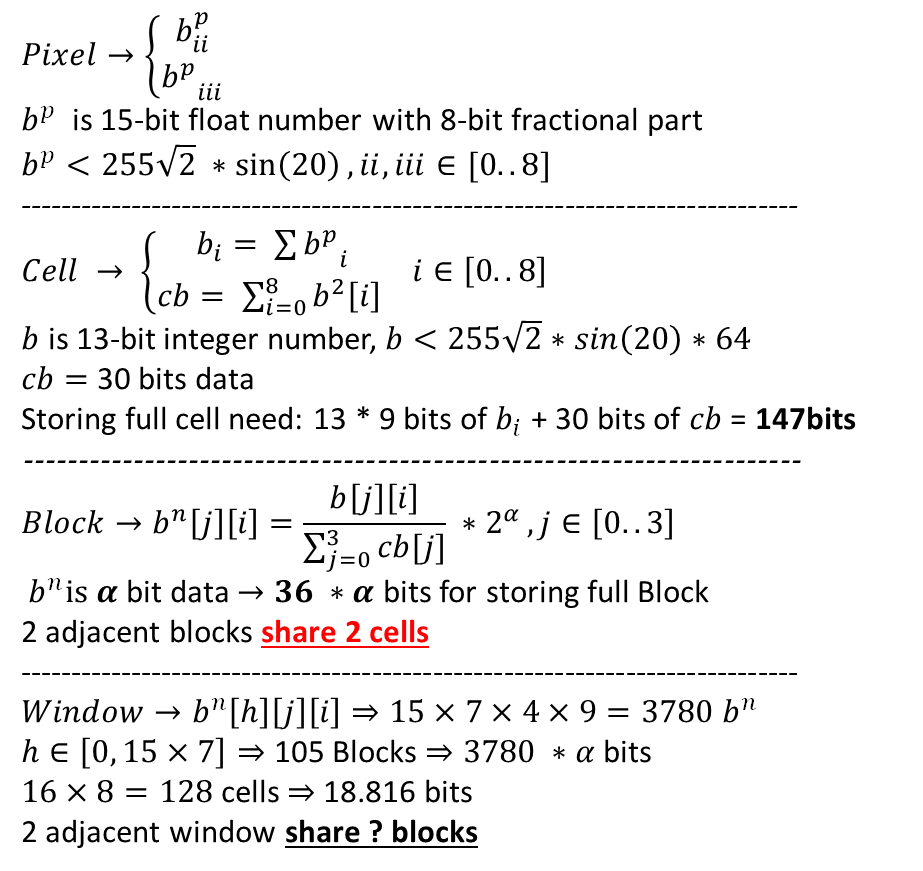 Pixel → { b^p_ii
b^p_iii
b^p is 15-bit float number with 8-bit fractional part
b^p < 255√2 * sin(20) , ii, iii ∈ [0..8]
------------------------------------------------------------------------------
Cell → { b_i = ∑ b^p_i i ∈ [0..8]
cb = ∑_{i=0}^{8} b^2[i]
b is 13-bit integer number, b < 255√2 * sin(20) * 64
cb = 30 bits data
Storing full cell need: 13 * 9 bits of b_i + 30 bits of cb = 147bits
------------------------------------------------------------------------------
Block → b^n[j][i] = b[j][i] / ∑_{j=0}^{3} cb[j] * 2^α , j ∈ [0..3]
b^n is α bit data → 36 * α bits for storing full Block
2 adjacent blocks share 2 cells
------------------------------------------------------------------------------
Window → b^n[h][j][i] ⇒ 15 × 7 × 4 × 9 = 3780 b^n
h ∈ [0, 15 × 7] ⇒ 105 Blocks ⇒ 3780 * α bits
16 × 8 = 128 cells ⇒ 18.816 bits
2 adjacent window share ? blocks